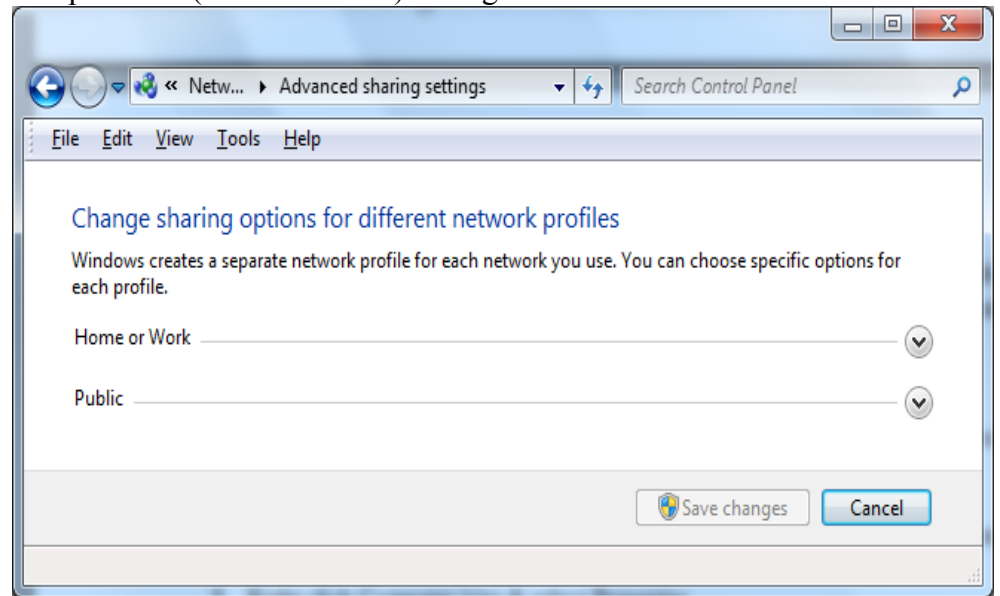 X
« Netw... ▸ Advanced sharing settings
Search Control Panel
File Edit View Tools Help
Change sharing options for different network profiles
Windows creates a separate network profile for each network you use. You can choose specific options for
each profile.
Home or Work
Public
Save changes Cancel